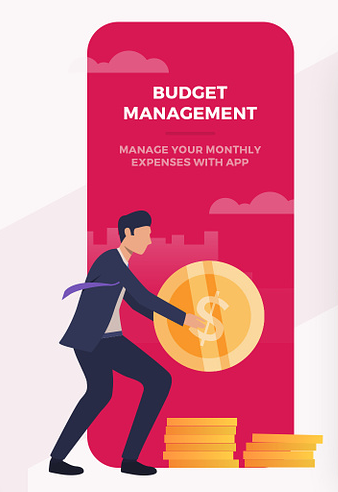 BUDGET
MANAGEMENT
MANAGE YOUR MONTHLY
EXPENSES WITH APP
$